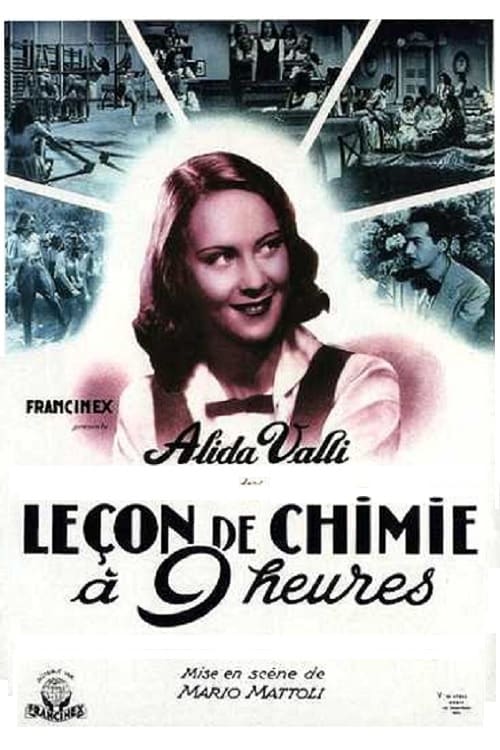 FRANCINEX
présente
Alida Valli
dans
LEÇON DE CHIMIE
à 9 heures
Mise en scène de
MARIO MATTOLI
FRANCINEX